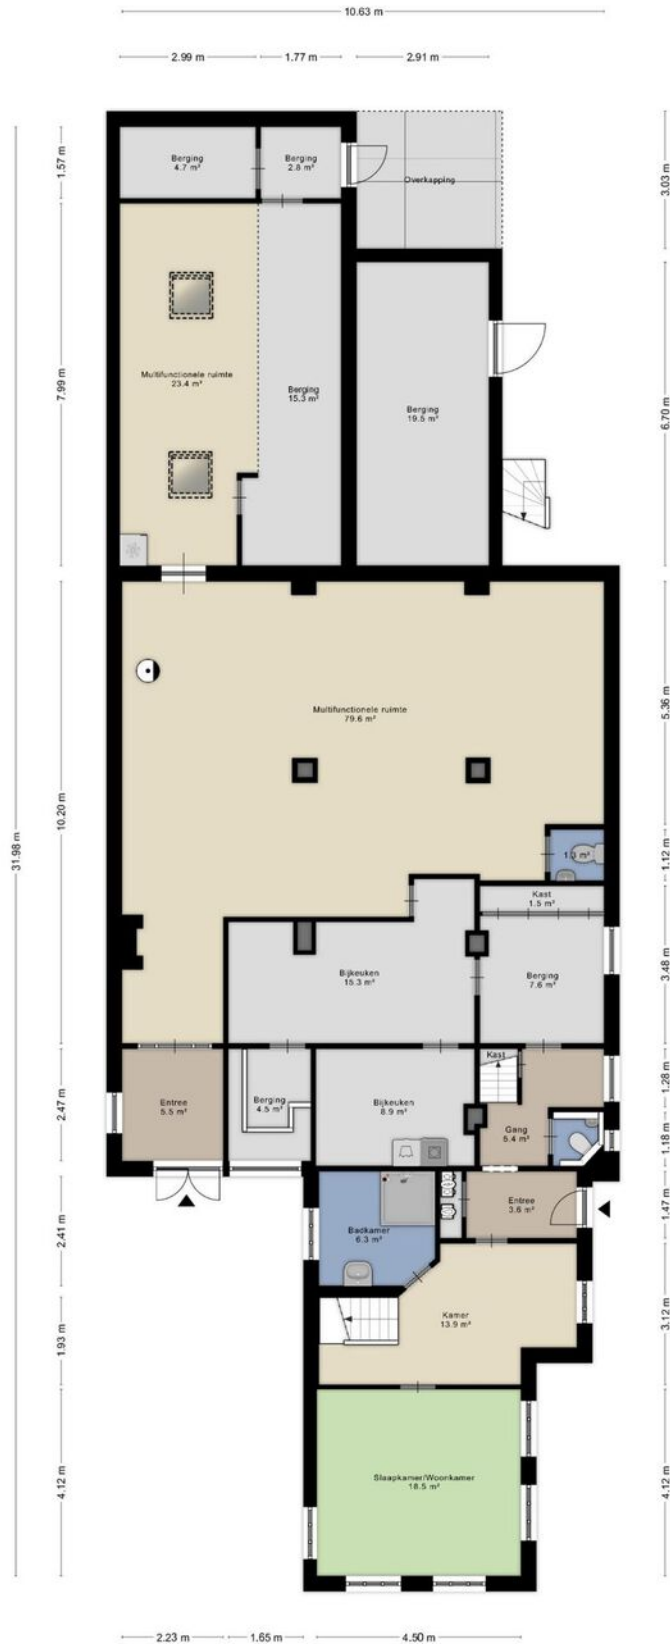 10.63 m
2.99 m
1.77 m
2.91 m
1.57 m
Berging
4.7 m²
Berging
2.8 m²
Overkapping
3.03 m
7.99 m
Multifunctionele ruimte
23.4 m²
Berging
15.3 m²
Berging
19.5 m²
6.70 m
31.98 m
10.20 m
Multifunctionele ruimte
79.6 m²
5.36 m
1.12 m
Kast
1.5 m²
Bijkeuken
15.3 m²
Berging
7.6 m²
3.48 m
2.47 m
Entree
5.5 m²
Berging
4.5 m²
Bijkeuken
8.9 m²
Kast
Gang
5.4 m²
1.28 m
1.18 m
2.41 m
Badkamer
6.3 m²
Entree
3.6 m²
1.47 m
1.93 m
Kamer
13.9 m²
3.12 m
4.12 m
Slaapkamer/Woonkamer
18.5 m²
4.12 m
2.23 m
1.65 m
4.50 m